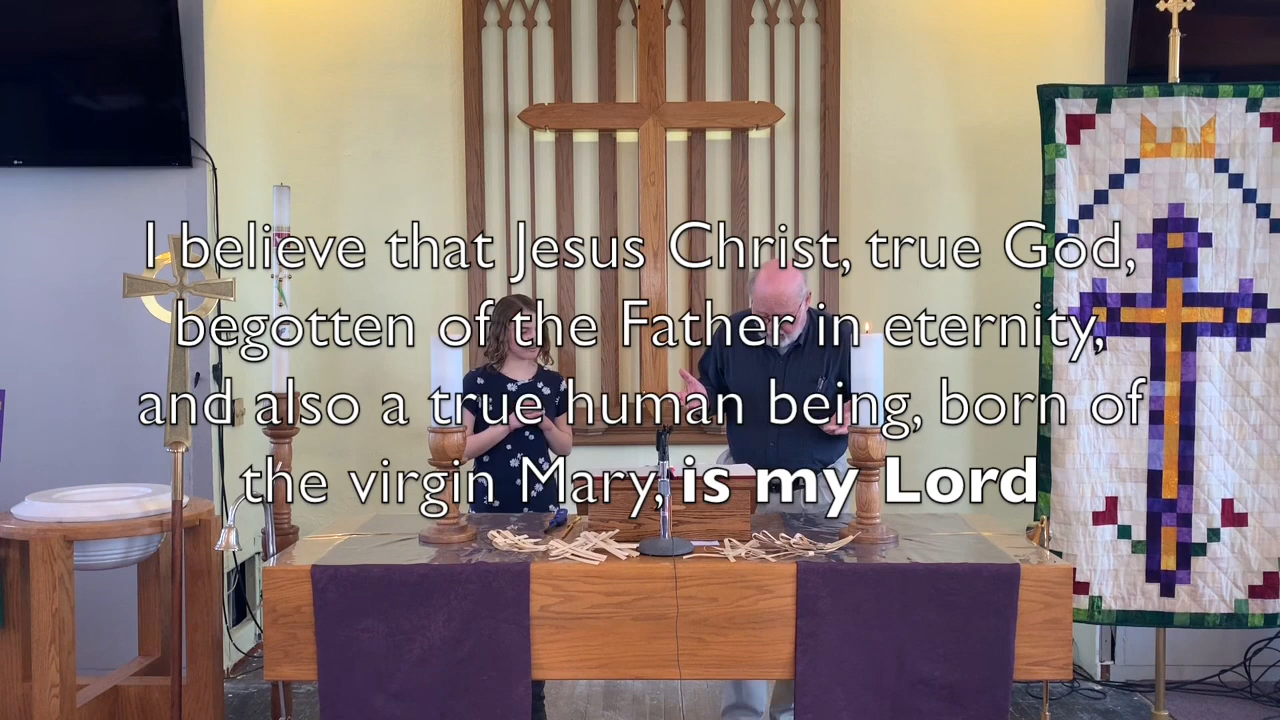 I believe that Jesus Christ, true God,
begotten of the Father in eternity,
and also a true human being, born of
the virgin Mary, is my Lord